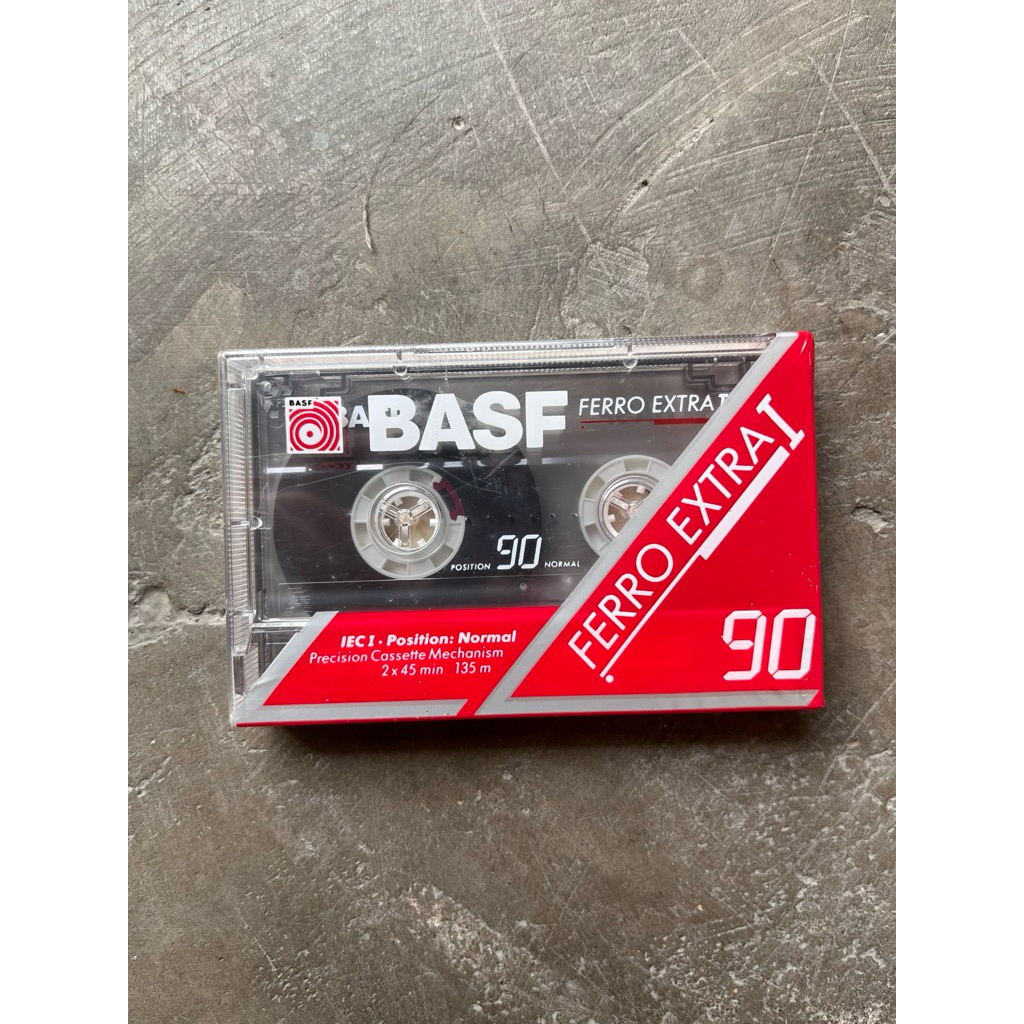 BASF
BASF
FERRO EXTRA I
POSITION 90 NORMAL
IEC I · Position: Normal
Precision Cassette Mechanism
2 x 45 min 135 m
FERRO EXTRA I
90